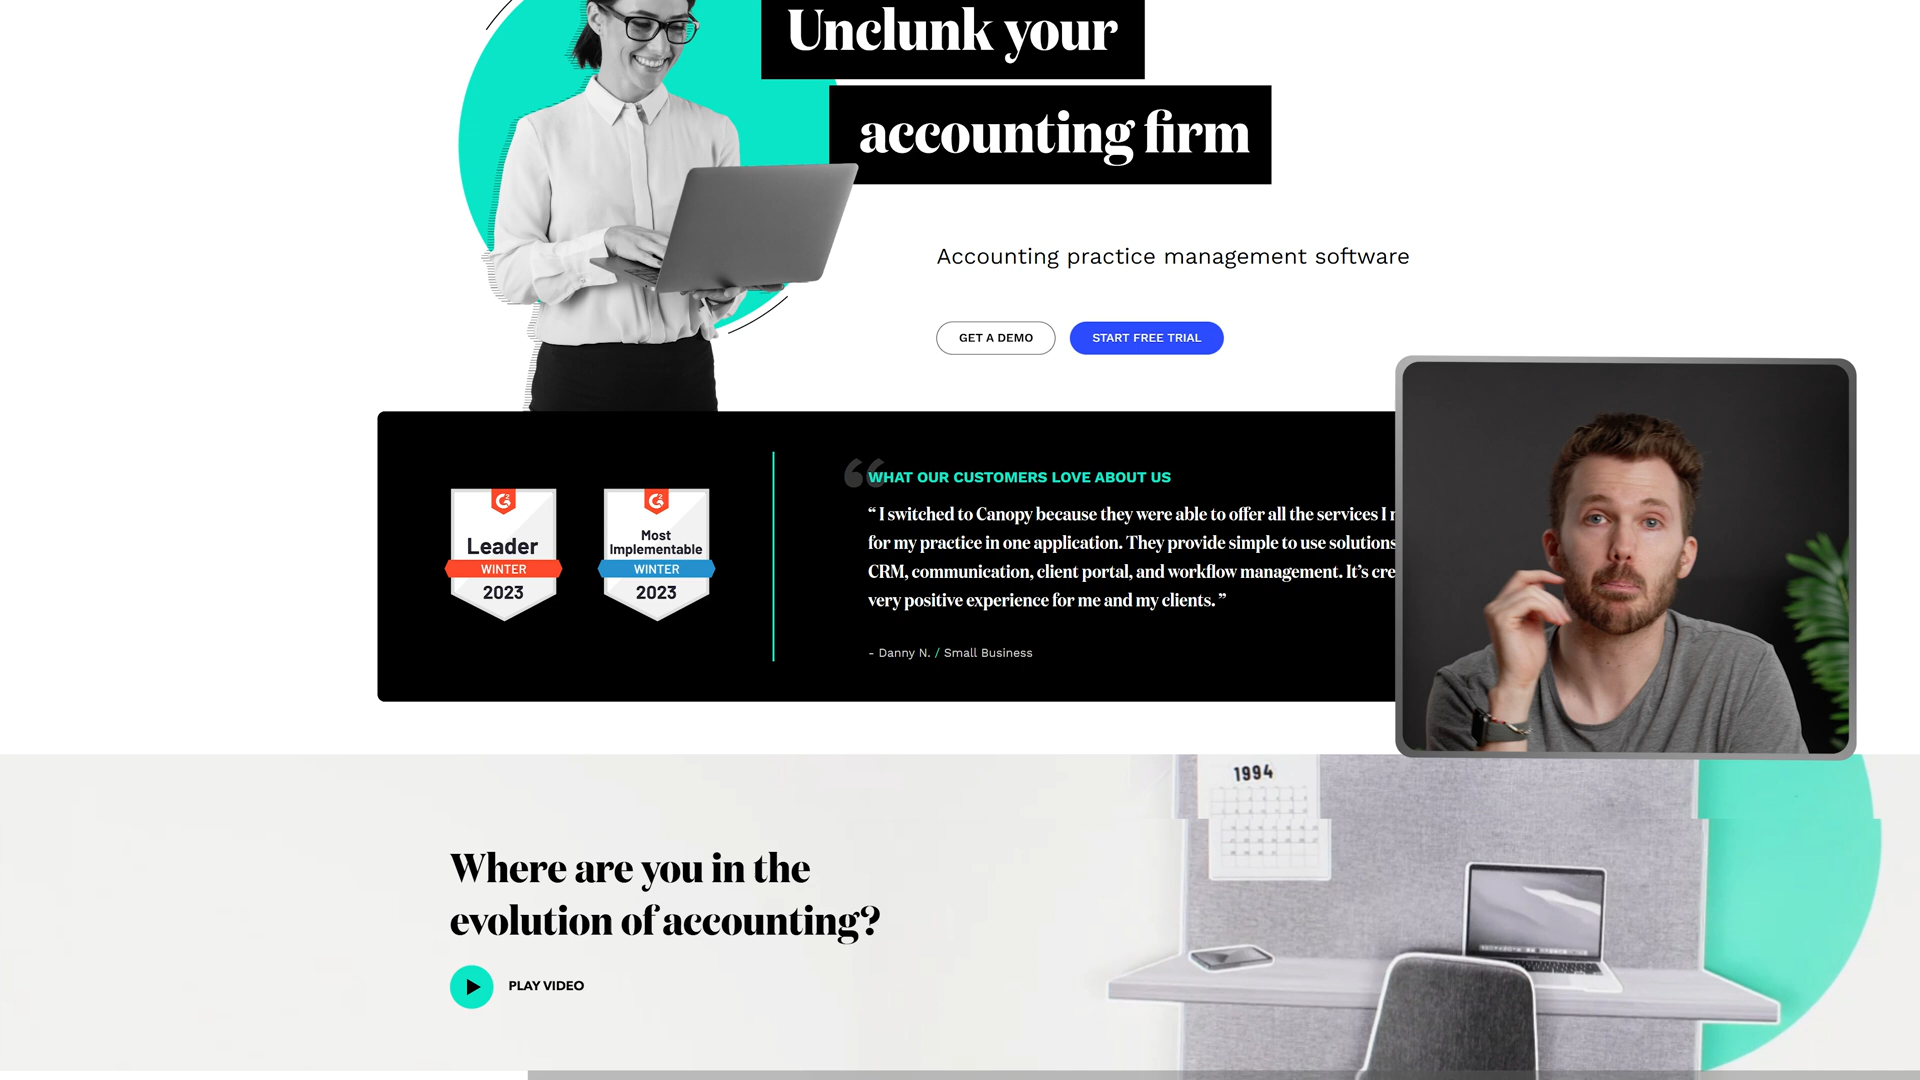 Unclunk your
accounting firm
Accounting practice management software
GET A DEMO
START FREE TRIAL
Leader
WINTER
2023
Most
Implementable
WINTER
2023
WHAT OUR CUSTOMERS LOVE ABOUT US
“ I switched to Canopy because they were able to offer all the services I
for my practice in one application. They provide simple to use solutions
CRM, communication, client portal, and workflow management. It’s
very positive experience for me and my clients. ”
- Danny N. / Small Business
1994
Where are you in the
evolution of accounting?
PLAY VIDEO